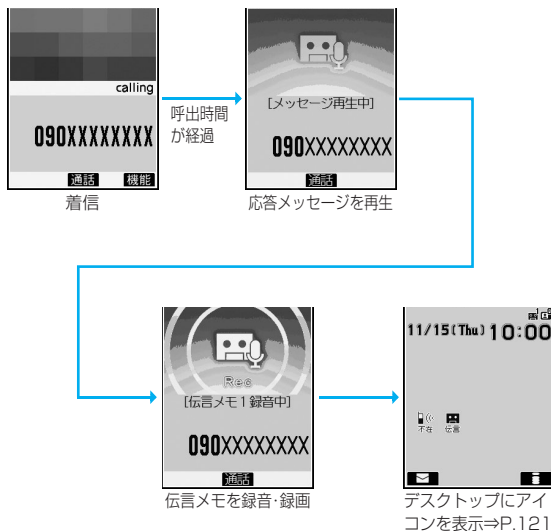 calling
090XXXXXXXX
通話 機能
着信
呼出時間
が経過
[メッセージ再生中]
090XXXXXXXX
通話
応答メッセージを再生
Rec
[伝言メモ1録音中]
090XXXXXXXX
通話
伝言メモを録音・録画
11/15(Thu)10:00
不在 伝言
デスクトップにアイ
コンを表示⇒P.121